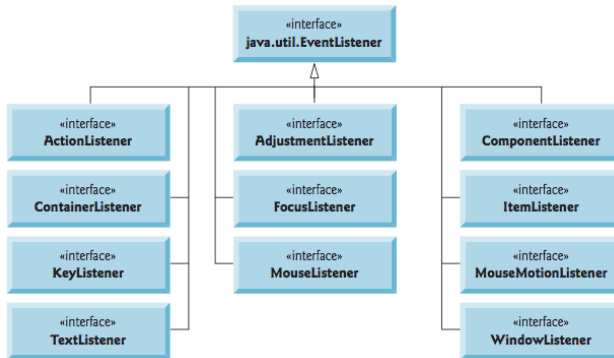 «interface»
java.util.EventListener
«interface»
ActionListener
«interface»
AdjustmentListener
«interface»
ComponentListener
«interface»
ContainerListener
«interface»
FocusListener
«interface»
ItemListener
«interface»
KeyListener
«interface»
MouseListener
«interface»
MouseMotionListener
«interface»
TextListener
«interface»
WindowListener